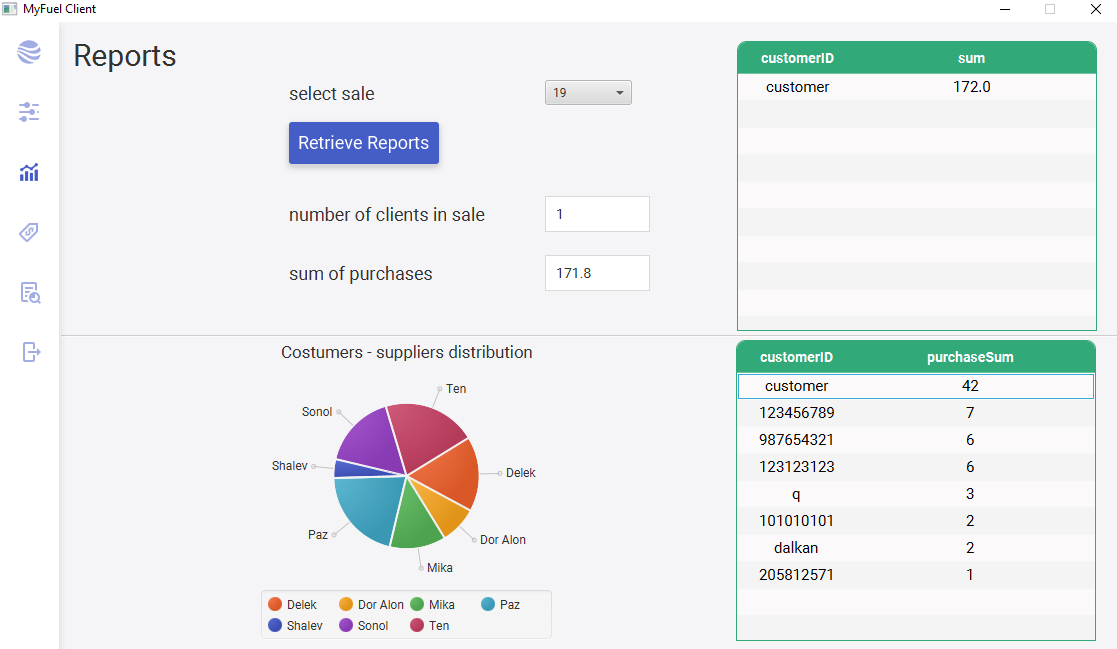 MyFuel Client
Reports
select sale 19
Retrieve Reports
number of clients in sale 1
sum of purchases 171.8
customerID sum
customer 172.0
Costumers - suppliers distribution
Ten
Sonol
Shalev
Delek
Paz
Dor Alon
Mika
Delek Dor Alon Mika Paz
Shalev Sonol Ten
customerID purchaseSum
customer 42
123456789 7
987654321 6
123123123 6
q 3
101010101 2
dalkan 2
205812571 1